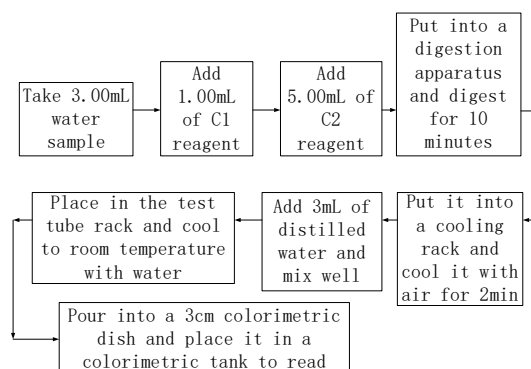 Take 3.00mL
water
sample
Add
1.00mL
of C1
reagent
Add
5.00mL of
C2
reagent
Put into a
digestion
apparatus
and digest
for 10
minutes
Put it into
a cooling
rack and
cool it with
air for 2min
Add 3mL of
distilled
water and
mix well
Place in the test
tube rack and cool
to room temperature
with water
Pour into a 3cm colorimetric
dish and place it in a
colorimetric tank to read